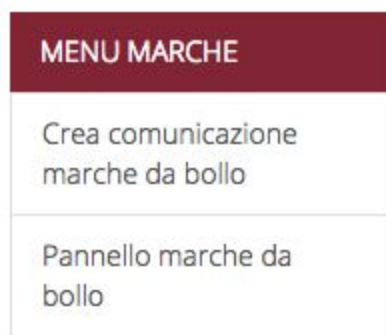 MENU MARCHE
Crea comunicazione
marche da bollo
Pannello marche da
bollo